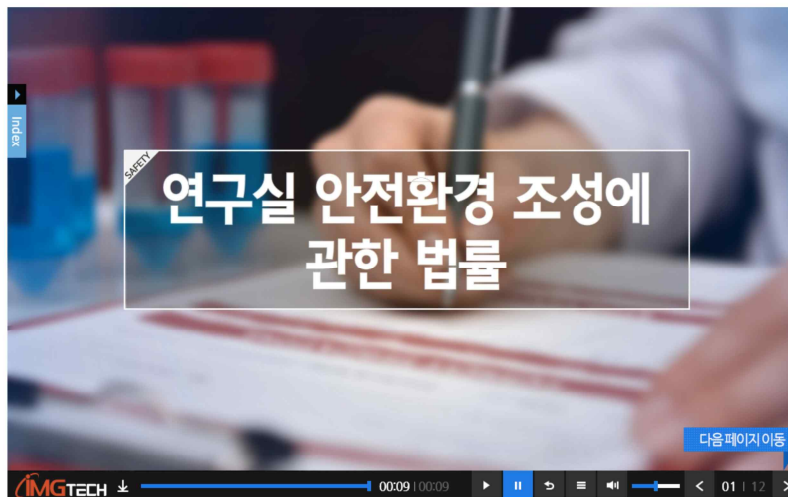 Index
SAFETY
연구실 안전환경 조성에
관한 법률
다음페이지이동
IMGTECH 00:09 | 00:09 01 | 12